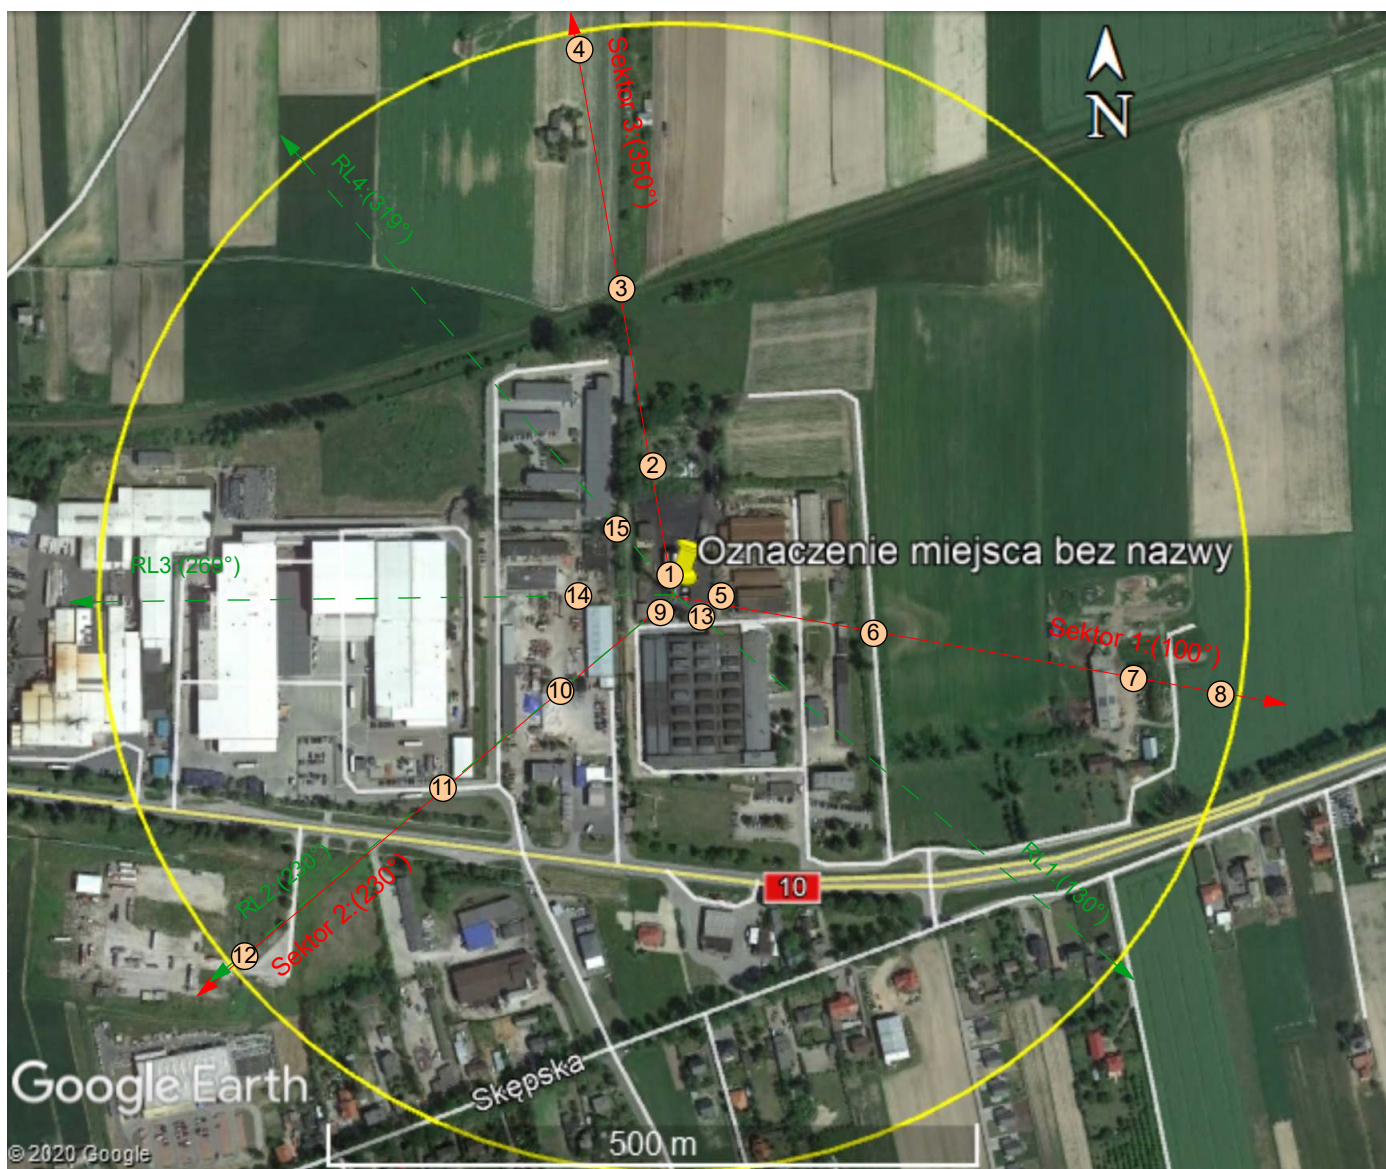 4
Sektor 3:(350°)
N
RL4:(319°)
3
2
15
Oznaczenie miejsca bez nazwy
1
RL3:(269°)
14
5
9
13
6
Sektor 1:(100°)
7
8
10
11
RL2:(230°)
Sektor 2:(230°)
RL1:(130°)
10
12
Google Earth
Skępska
500 m
© 2020 Google